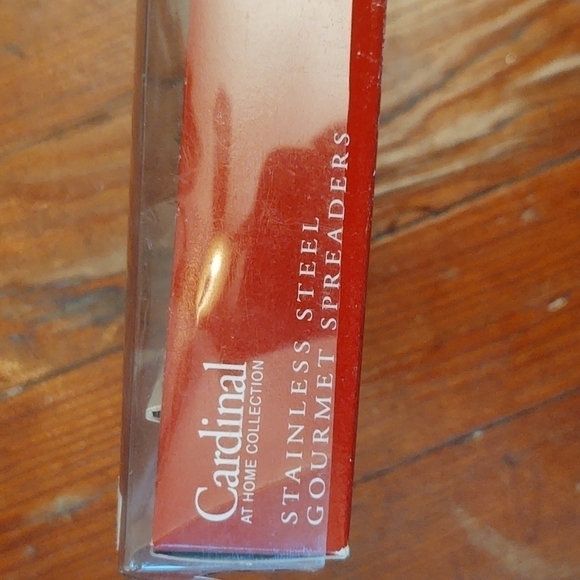 Cardinal
AT HOME COLLECTION
STAINLESS STEEL
GOURMET SPREADERS